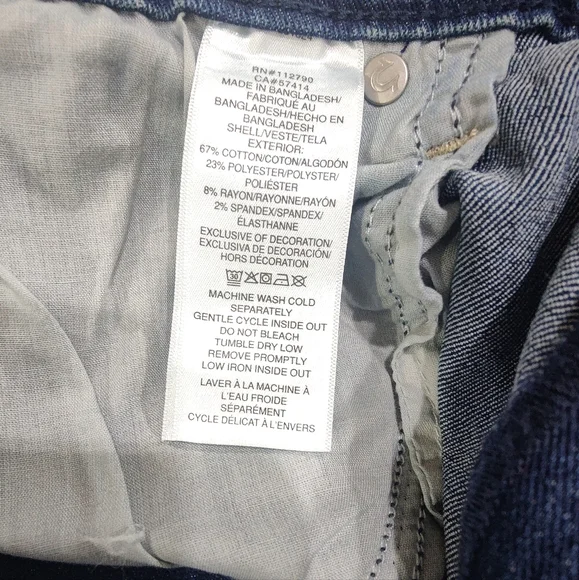 RN#112790
CA#57414
MADE IN BANGLADESH/
FABRIQUÉ AU
BANGLADESH/HECHO EN
BANGLADESH
SHELL/VESTE/TELA
EXTERIOR:
67% COTTON/COTON/ALGODÓN
23% POLYESTER/POLYESTER/
POLIÉSTER
8% RAYON/RAYONNE/RAYÓN
2% SPANDEX/SPANDEX/
ÉLASTHANNE
EXCLUSIVE OF DECORATION/
EXCLUSIVA DE DECORACIÓN/
HORS DÉCORATION
30
MACHINE WASH COLD
SEPARATELY
GENTLE CYCLE INSIDE OUT
DO NOT BLEACH
TUMBLE DRY LOW
REMOVE PROMPTLY
LOW IRON INSIDE OUT
LAVER À LA MACHINE À
L'EAU FROIDE
SÉPARÉMENT
CYCLE DÉLICAT À L'ENVERS